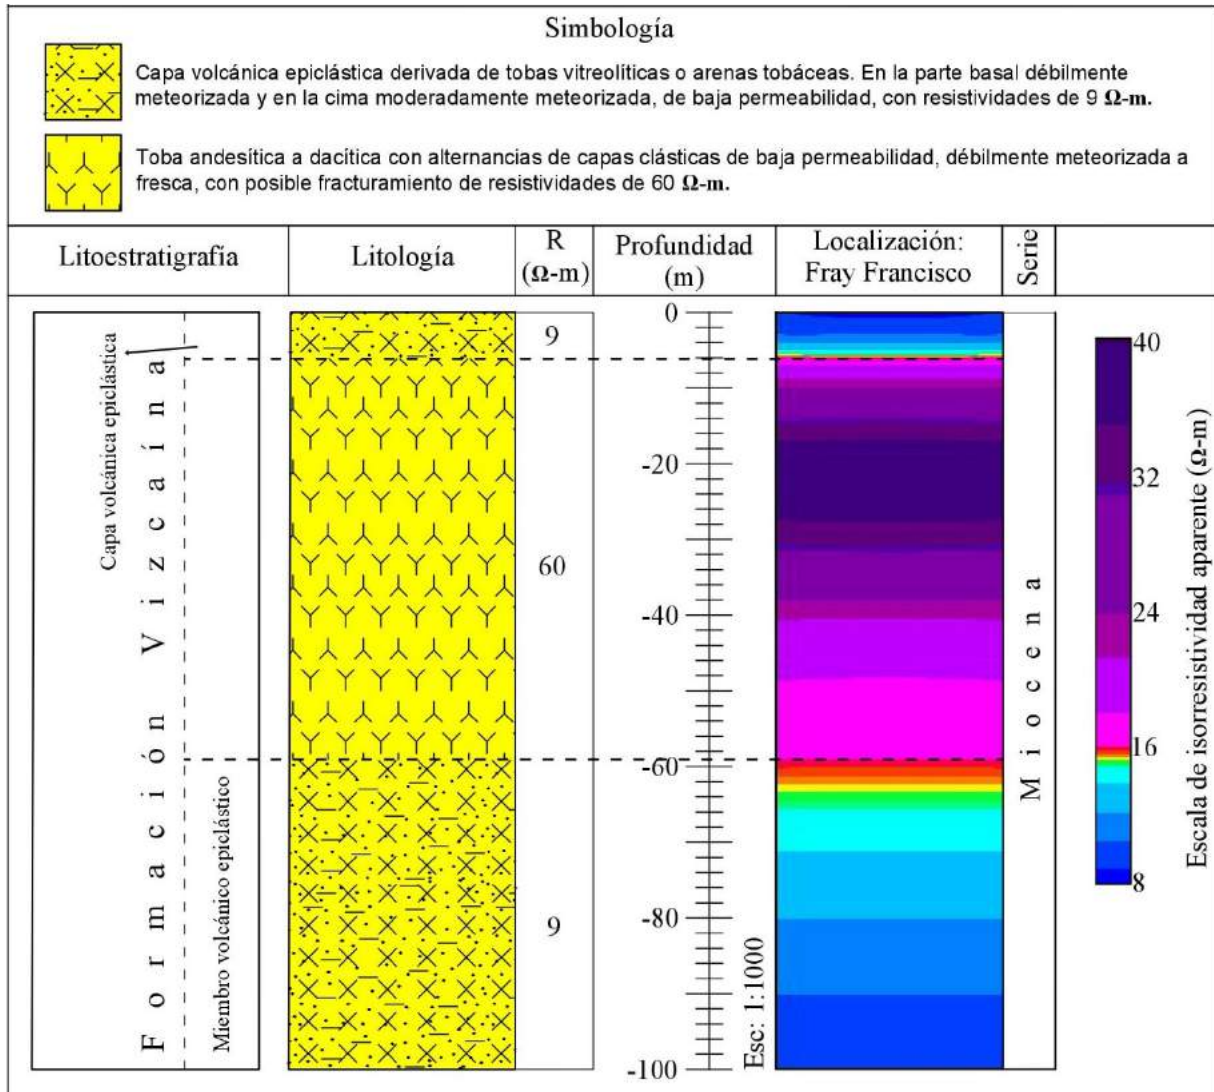 Simbología
Capa volcánica epiclástica derivada de tobas vitreolíticas o arenas tobáceas. En la parte basal débilmente
meteorizada y en la cima moderadamente meteorizada, de baja permeabilidad, con resistividades de 9 Ω-m.
Toba andesítica a dacítica con alternancias de capas clásticas de baja permeabilidad, débilmente meteorizada a
fresca, con posible fracturamiento de resistividades de 60 Ω-m.
Litoestratigrafía
Litología
R
(Ω-m)
Profundidad
(m)
Localización:
Fray Francisco
Serie
Formación Vizcaína
Capa volcánica epiclástica
Miembro volcánico epiclástico
9
60
9
0
-20
-40
-60
-80
-100
Esc: 1:1000
Miocena
40
32
24
16
8
Escala de isorresistividad aparente (Ω-m)